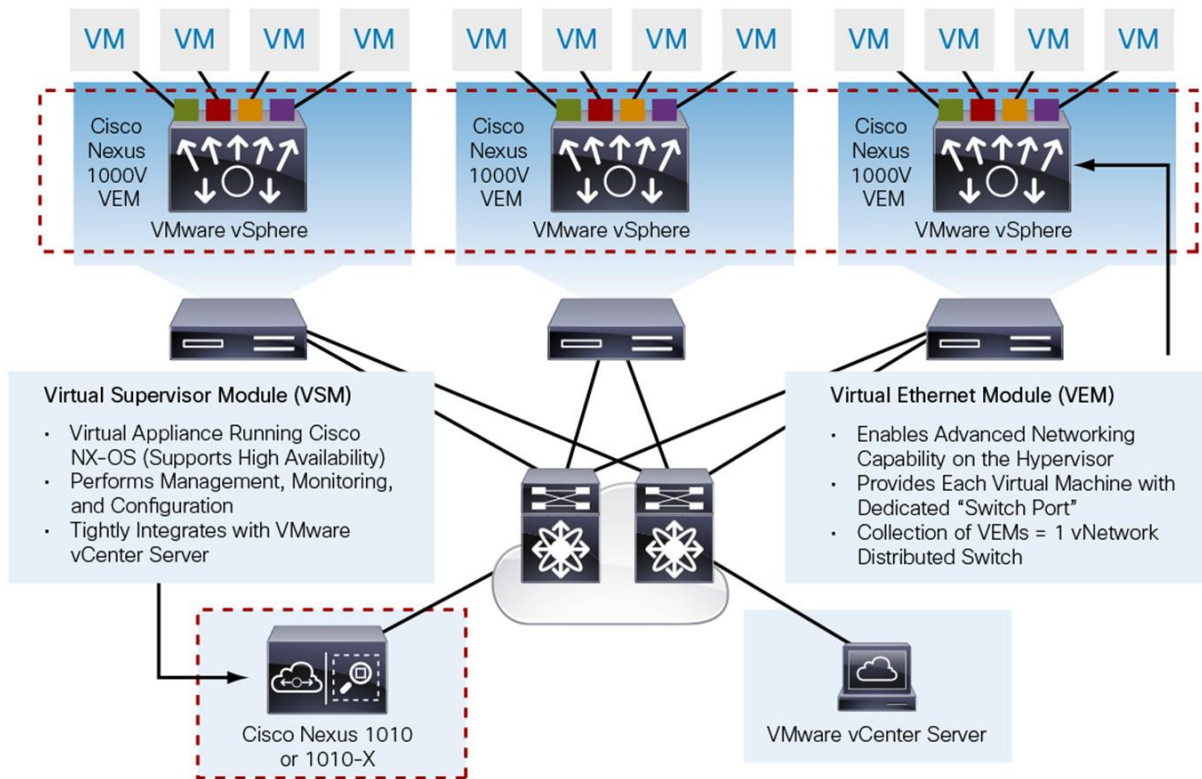 VM VM VM VM VM VM VM VM VM VM VM VM
Cisco
Nexus
1000V
VEM
VMware vSphere
Cisco
Nexus
1000V
VEM
VMware vSphere
Cisco
Nexus
1000V
VEM
VMware vSphere
Virtual Supervisor Module (VSM)
· Virtual Appliance Running Cisco
NX-OS (Supports High Availability)
· Performs Management, Monitoring,
and Configuration
· Tightly Integrates with VMware
vCenter Server
Virtual Ethernet Module (VEM)
· Enables Advanced Networking
Capability on the Hypervisor
· Provides Each Virtual Machine with
Dedicated “Switch Port”
· Collection of VEMs = 1 vNetwork
Distributed Switch
Cisco Nexus 1010
or 1010-X
VMware vCenter Server